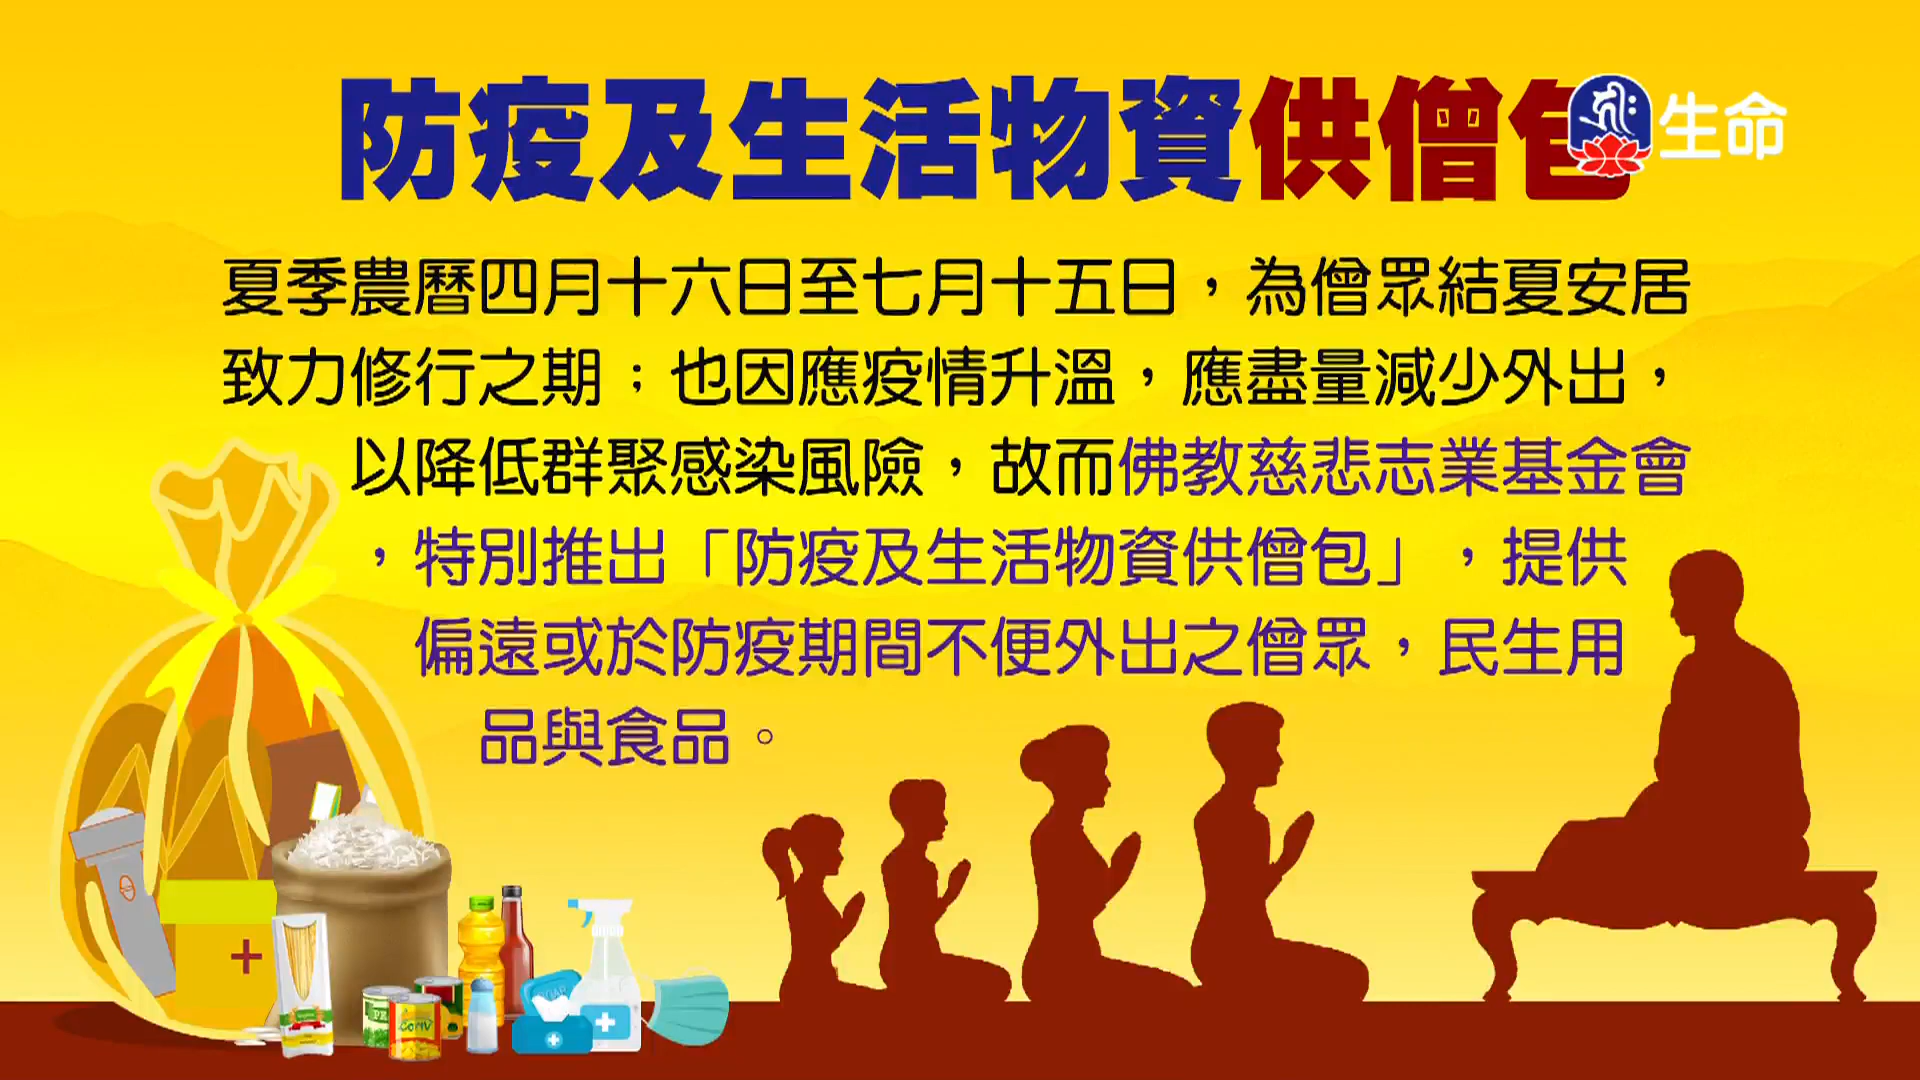 防疫及生活物資供僧包
生命
夏季農曆四月十六日至七月十五日，為僧眾結夏安居
致力修行之期；也因應疫情升溫，應盡量減少外出，
以降低群聚感染風險，故而佛教慈悲志業基金會
，特別推出「防疫及生活物資供僧包」，提供
偏遠或於防疫期間不便外出之僧眾，民生用
品與食品。
SOAP
CORN